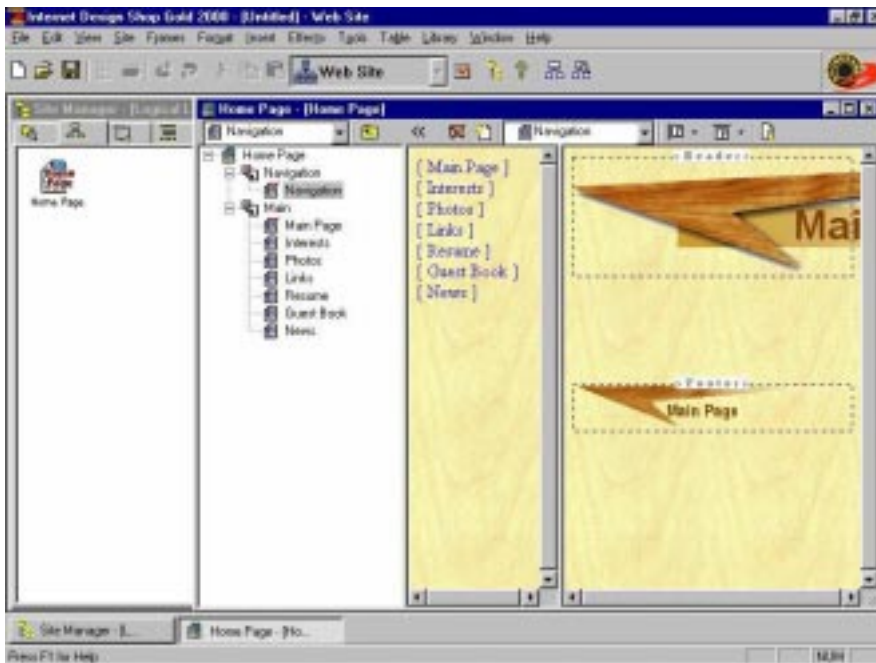 Internet Design Shop Gold 2000 - [Untitled] - Web Site
File Edit View Site Frames Format Insert Effects Tools Table Library Window Help
Web Site
Site Manager - [Logical
Home Page - [Home Page]
Navigation
Navigation
Home Page
Home Page
Navigation
Navigation
Main
Main Page
Interests
Photos
Links
Resume
Guest Book
News
[ Main Page ]
[ Interests ]
[ Photos ]
[ Links ]
[ Resume ]
[ Guest Book ]
[ News ]
Header
Mai
Footer
Main Page
Site Manager - [L...
Home Page - [Ho...
Press F1 for Help
NUM